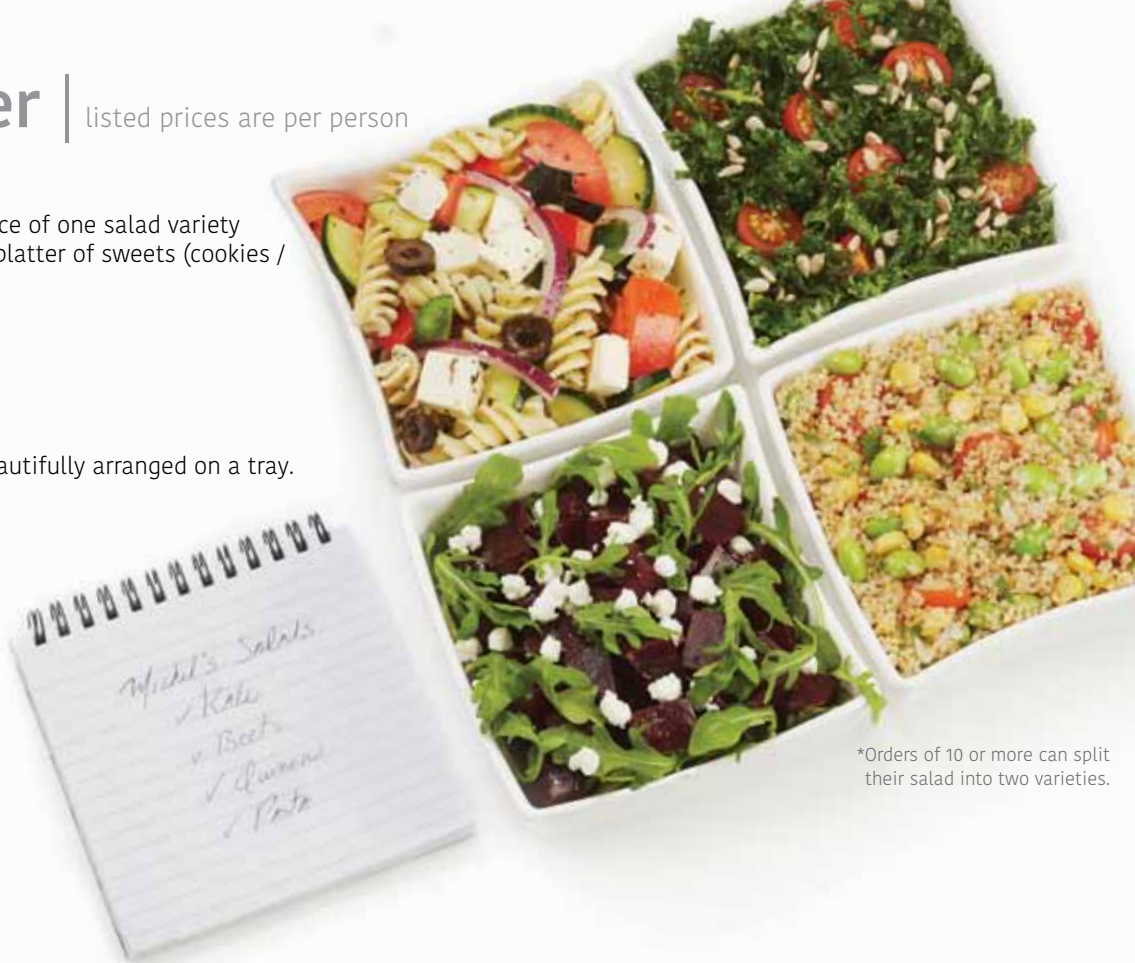 er | listed prices are per person
ce of one salad variety
platter of sweets (cookies /
autifully arranged on a tray.
Michel's Salads
✓ Kale
✓ Beets
✓ Quinoa
✓ Pasta
*Orders of 10 or more can split
their salad into two varieties.